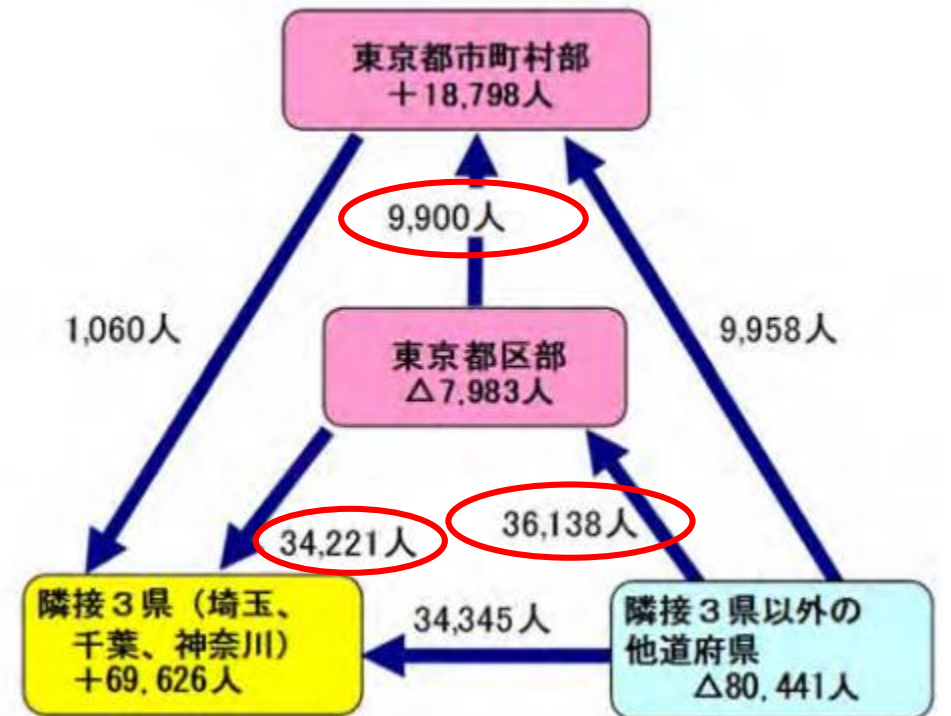 東京都市町村部
＋18,798人
9,900人
1,060人
9,958人
東京都区部
△7,983人
34,221人
36,138人
隣接３県（埼玉、
千葉、神奈川）
＋69,626人
34,345人
隣接３県以外の
他道府県
△80,441人